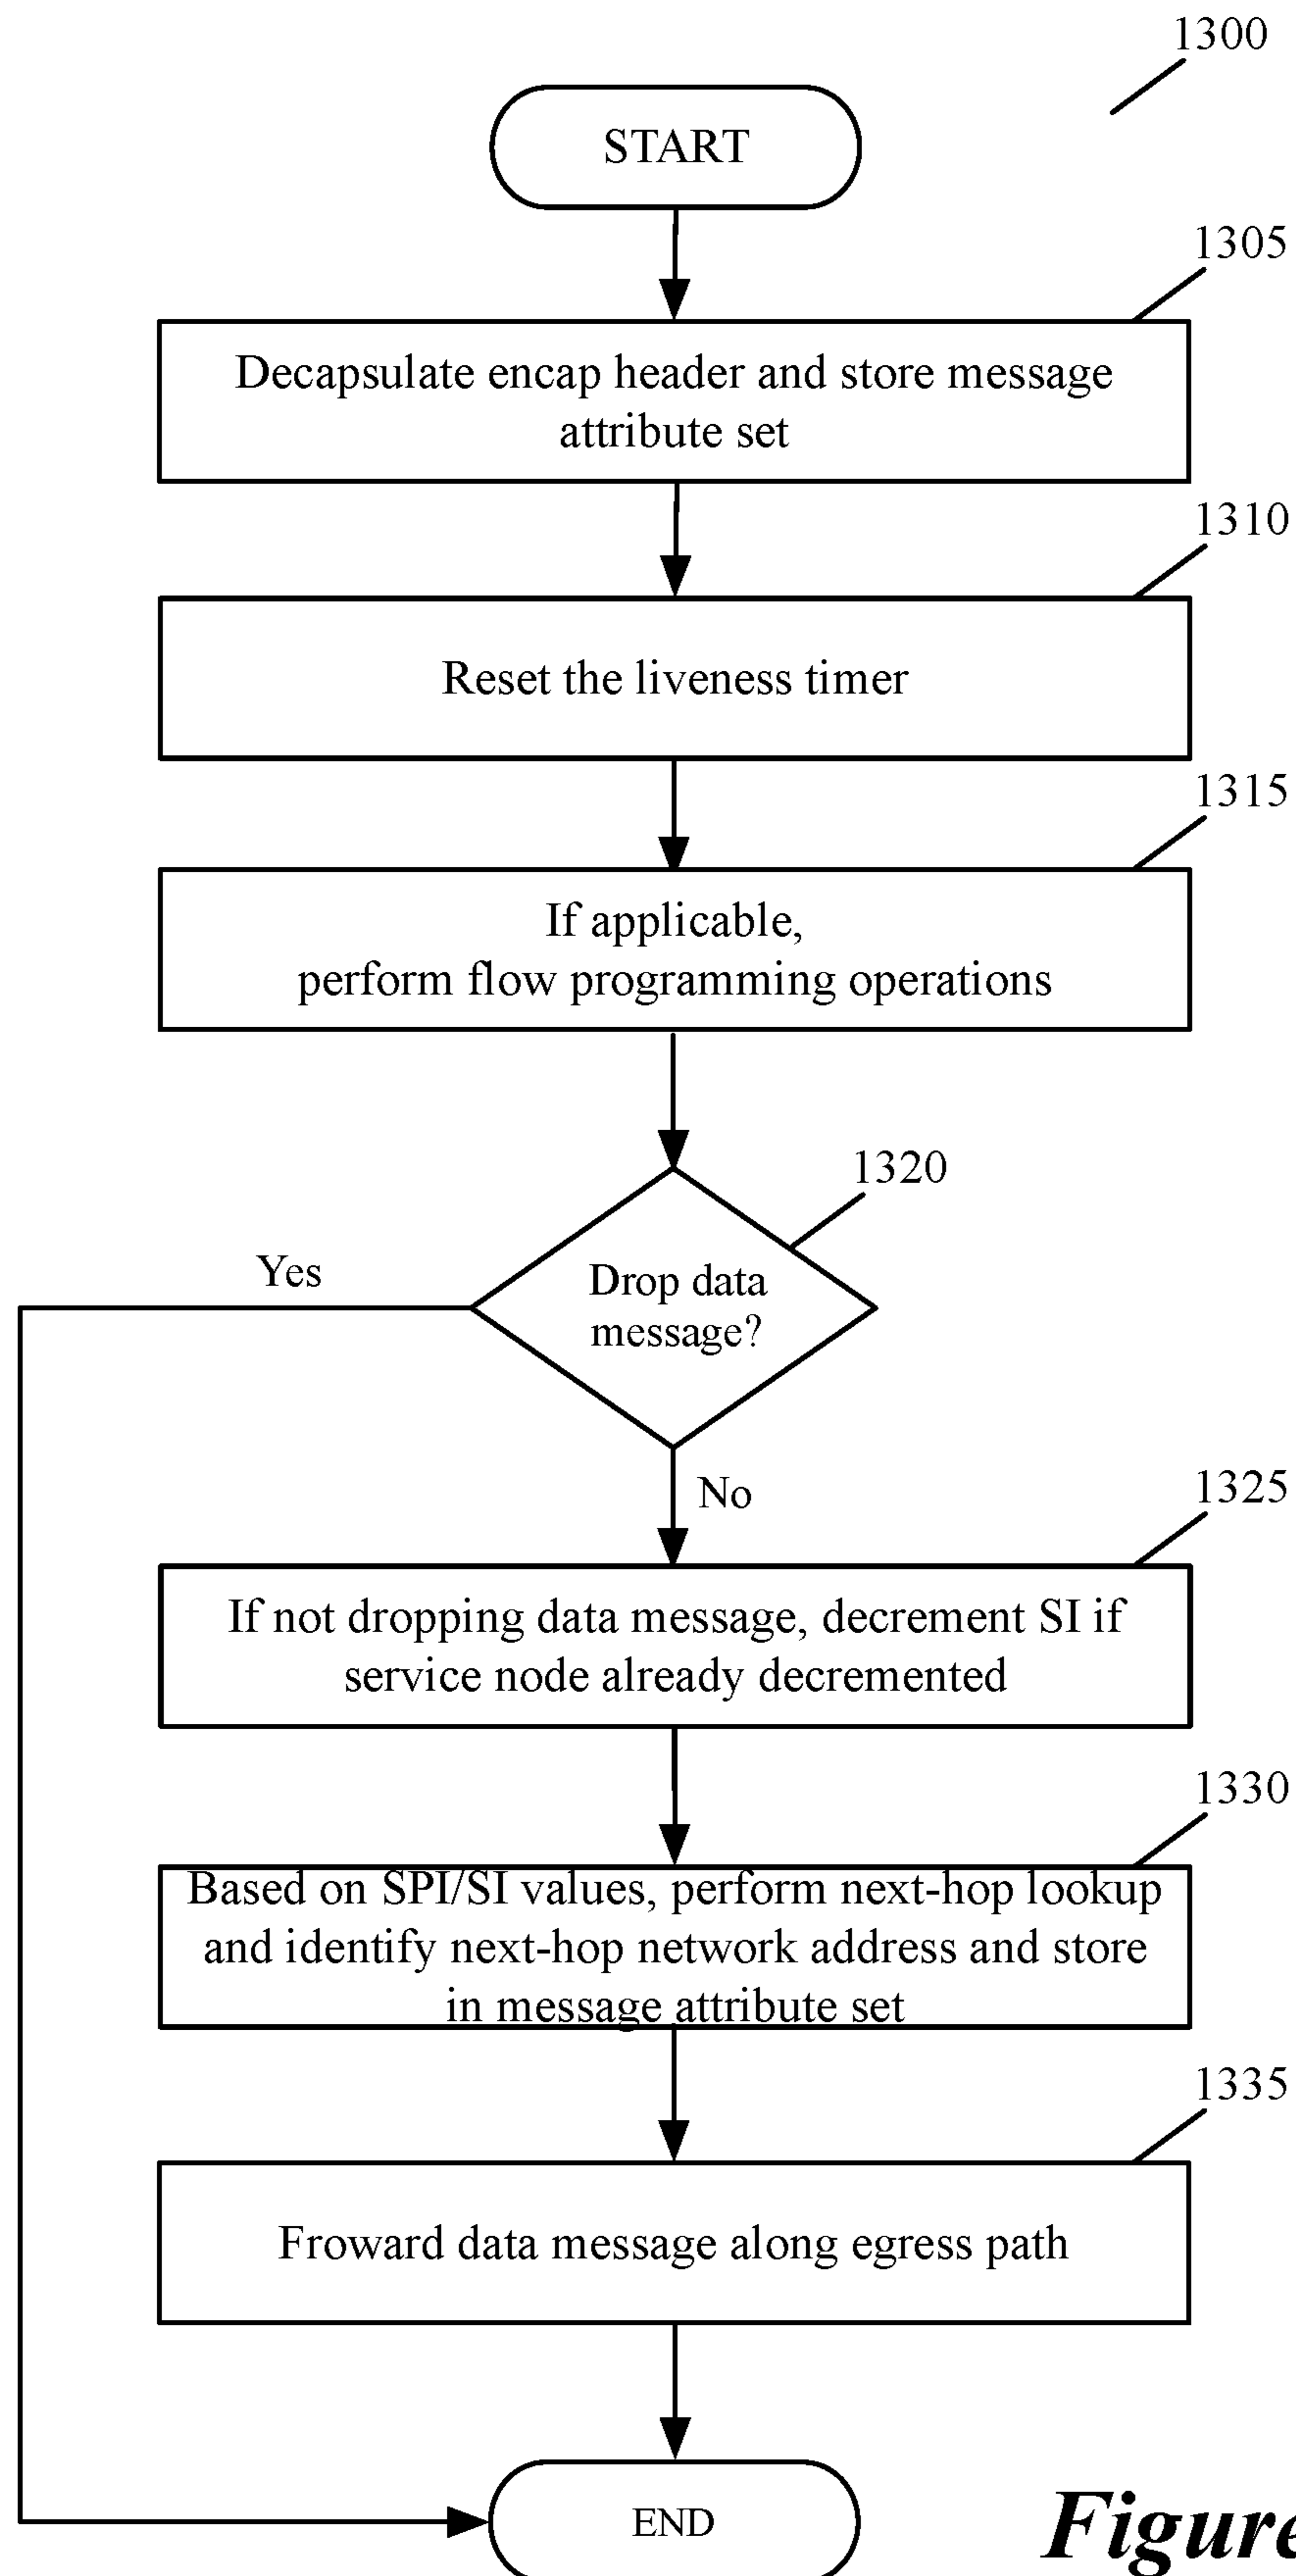 1300
START
1305
Decapsulate encap header and store message
attribute set
1310
Reset the liveness timer
1315
If applicable,
perform flow programming operations
1320
Drop data
message?
Yes
No
1325
If not dropping data message, decrement SI if
service node already decremented
1330
Based on SPI/SI values, perform next-hop lookup
and identify next-hop network address and store
in message attribute set
1335
Froward data message along egress path
END
Figure